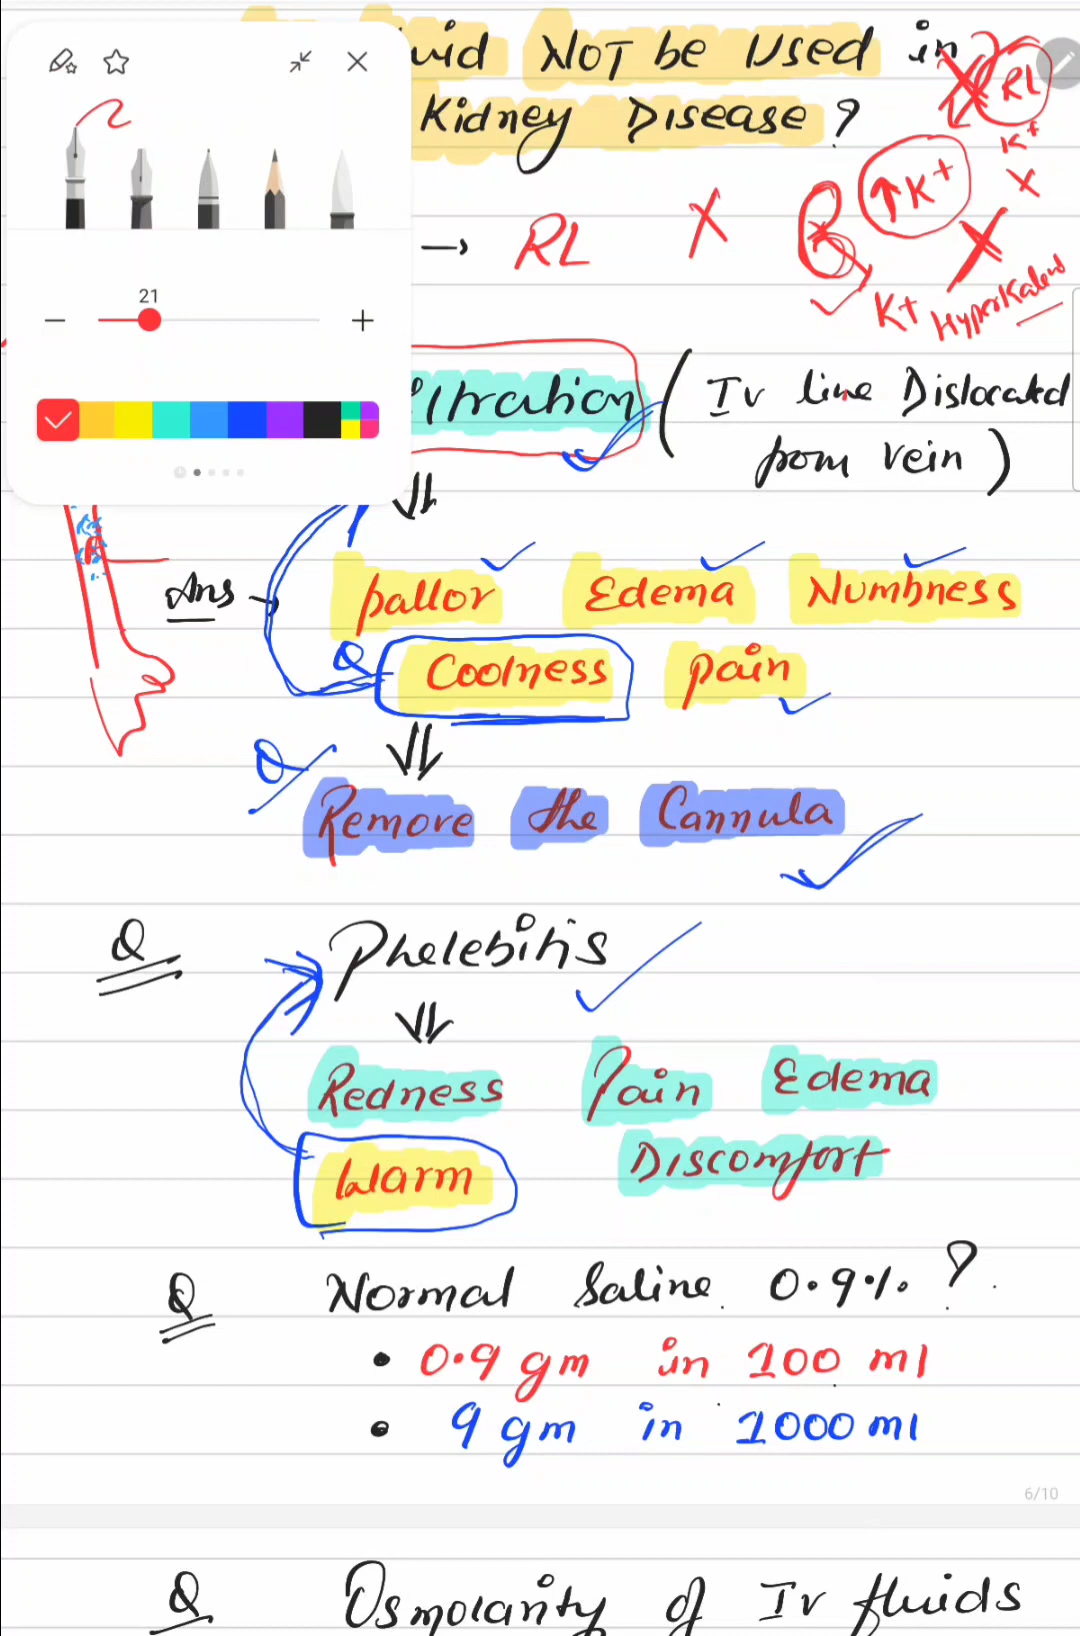 uid NOT be Used in
RL
Kidney Disease ?
K+
→ RL X
↑K+
K+ Hyperkalem
21
ltration ( Iv line Dislocated
from vein )
Ans → pallor Edema Numbness
Q Coolness pain
Q Remove the Cannula
Q Phelebitis
Redness Pain Edema
Warm Discomfort
Q Normal Saline 0.9% ?
• 0.9 gm in 100 ml
• 9 gm in 1000 ml
6/10
Q Osmolarity of Iv fluids